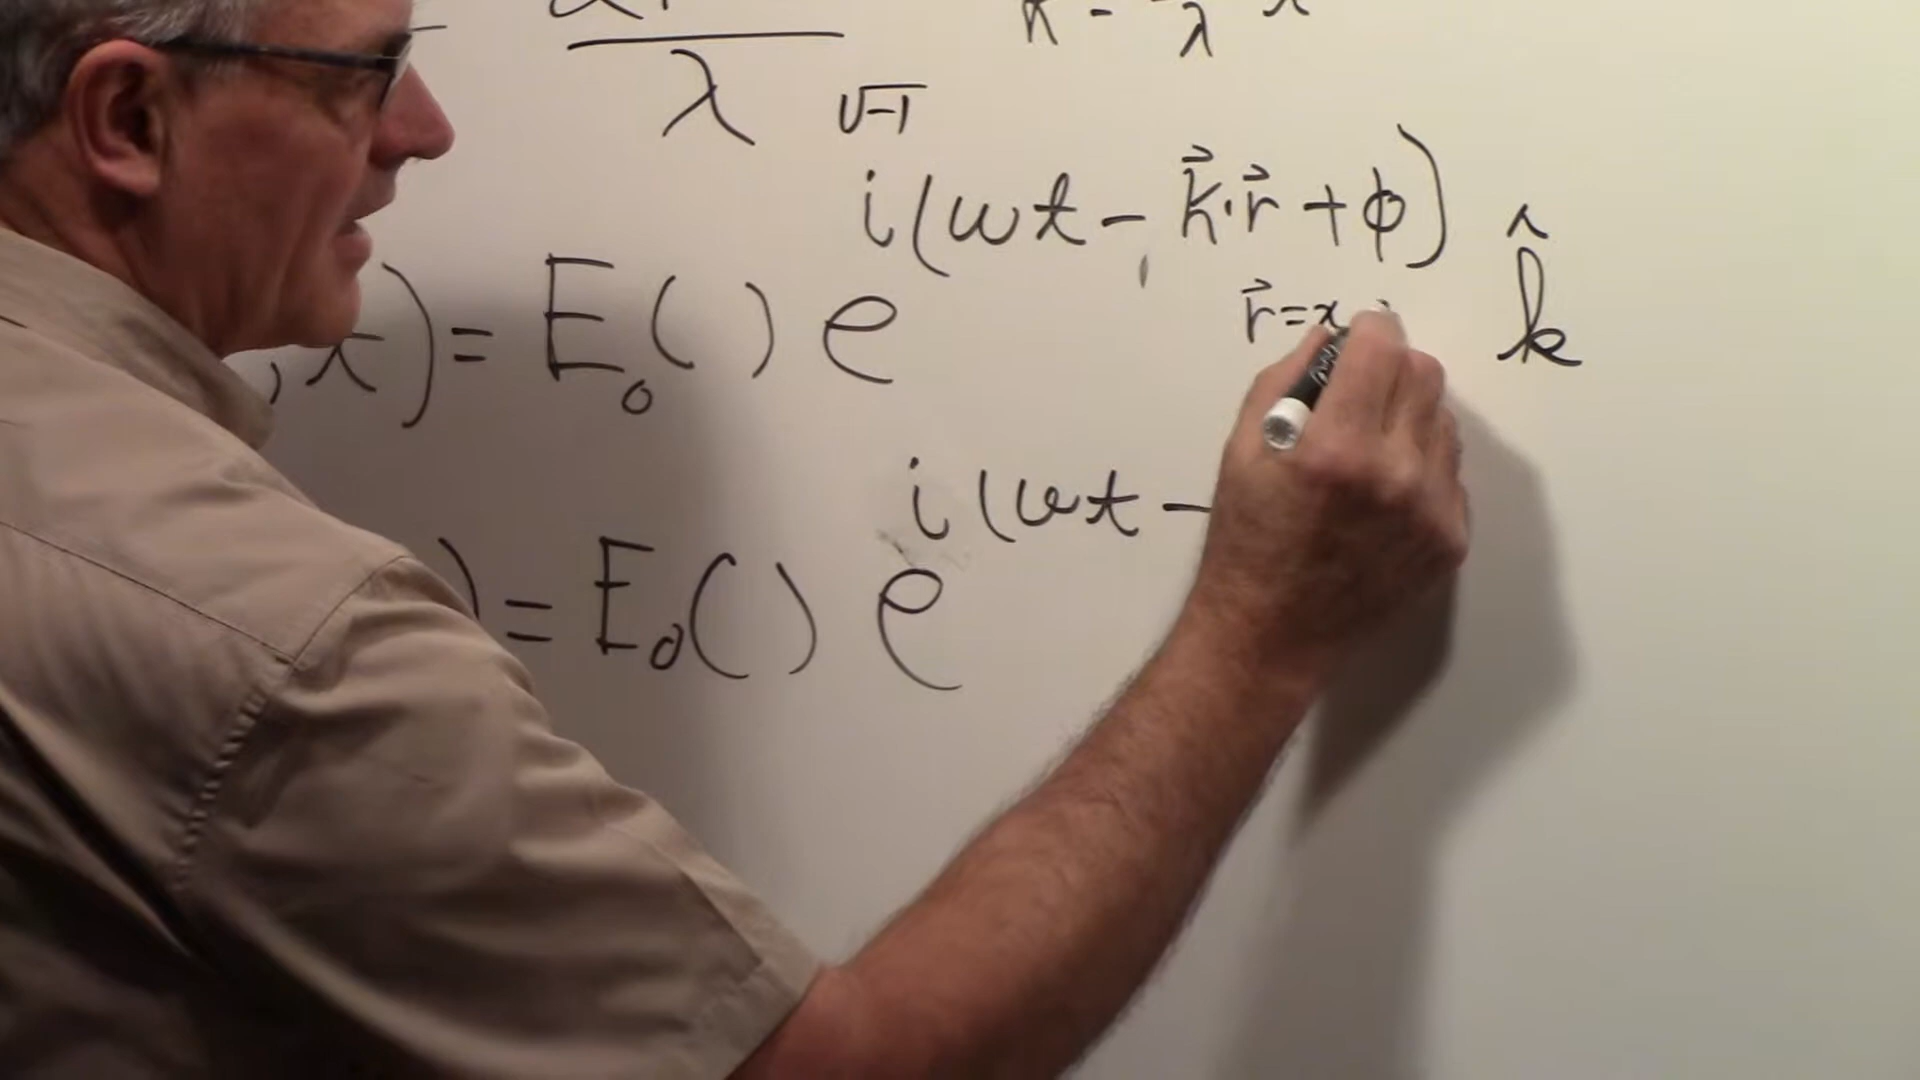 λ
k = λ
√-1
, t) = E₀( ) e^i(ωt - k⃗·r⃗ + ϕ) k̂
r⃗ = x
) = E₀( ) e^i(ωt -